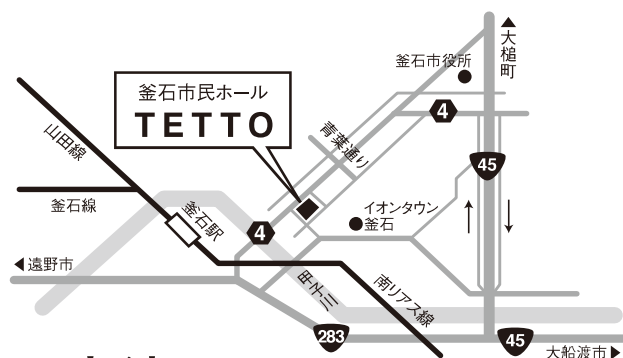 釜石市役所
大槌町
釜石市民ホール
TETTO
4
青葉通り
山田線
45
イオンタウン
釜石
釜石線
釜石駅
4
遠野市
甲子川
南リアス線
283
45
大船渡市